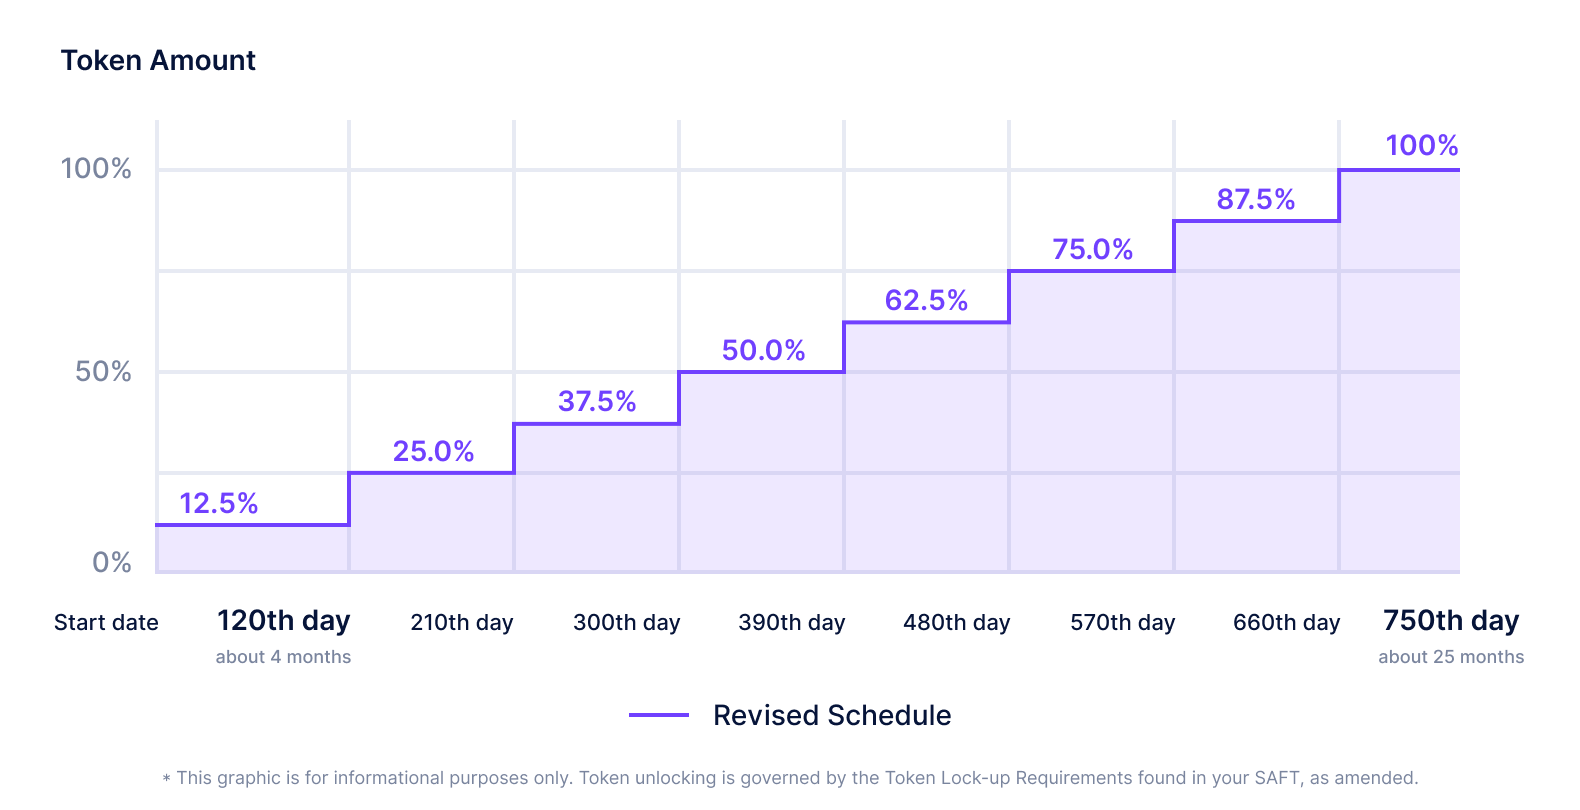 Token Amount
100%
100%
87.5%
75.0%
62.5%
50%
50.0%
37.5%
25.0%
12.5%
0%
Start date 120th day 210th day 300th day 390th day 480th day 570th day 660th day 750th day
about 4 months about 25 months
Revised Schedule
* This graphic is for informational purposes only. Token unlocking is governed by the Token Lock-up Requirements found in your SAFT, as amended.